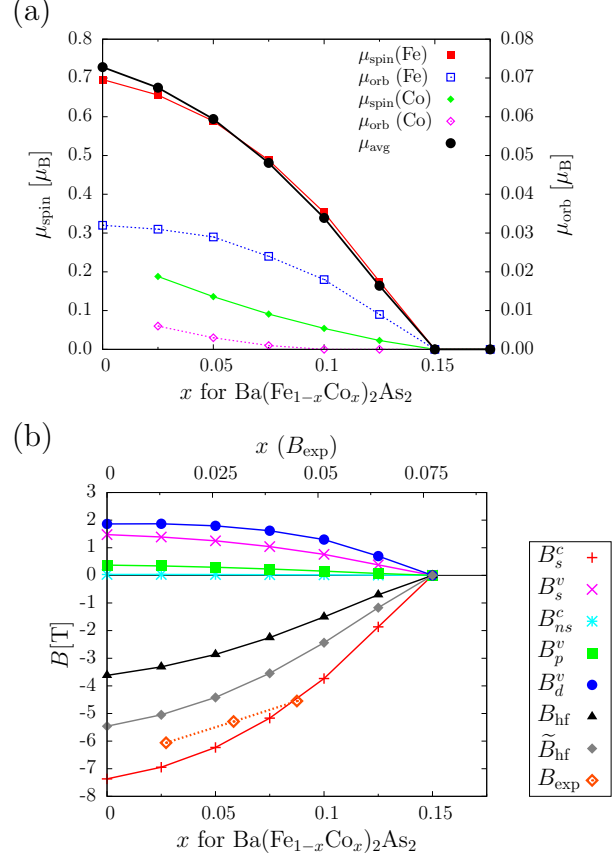 (a)
μspin(Fe)
μorb (Fe)
μspin(Co)
μorb (Co)
μavg
0.8 0.7 0.6 0.5 0.4 0.3 0.2 0.1 0.0
μspin [μB]
0.08 0.07 0.06 0.05 0.04 0.03 0.02 0.01 0.00
μorb [μB]
0 0.05 0.1 0.15
x for Ba(Fe1−xCox)2As2
(b)
x (Bexp)
0 0.025 0.05 0.075
3 2 1 0 -1 -2 -3 -4 -5 -6 -7 -8
B[T]
0 0.05 0.1 0.15
x for Ba(Fe1−xCox)2As2
B_s^c
B_s^v
B_ns^c
B_p^v
B_d^v
Bhf
B̃hf
Bexp